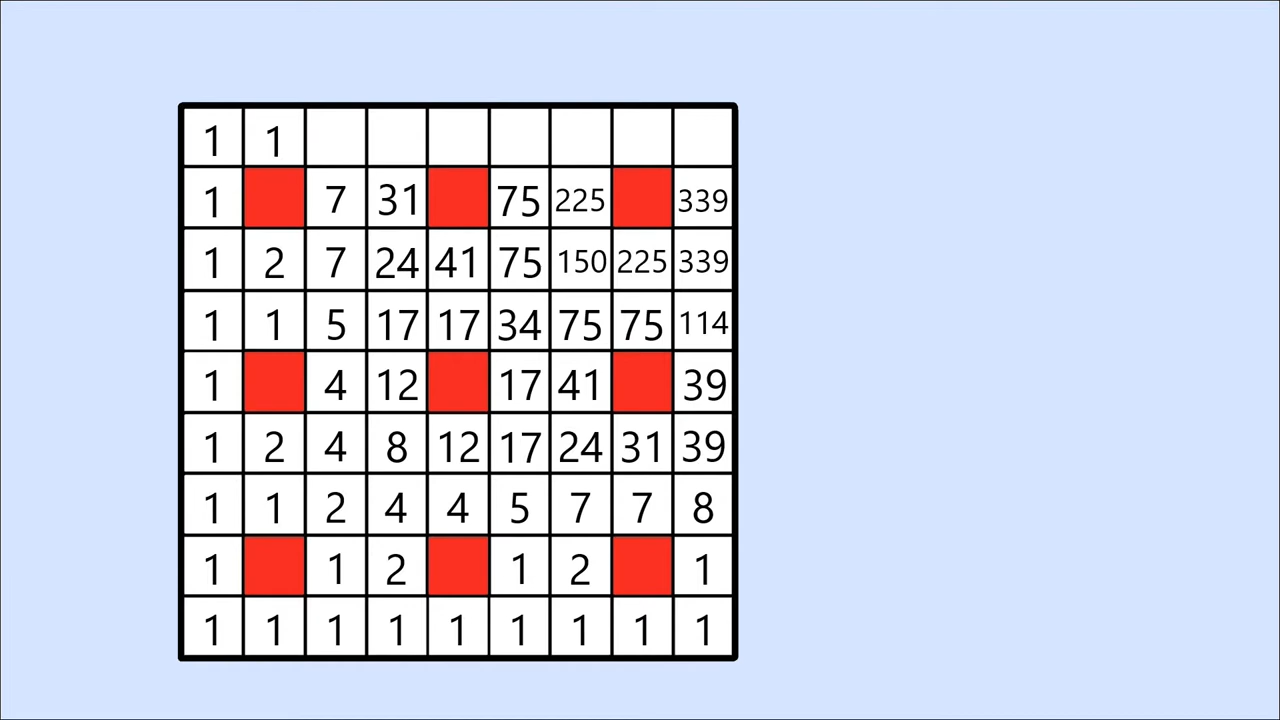 1 1
1 7 31 75 225 339
1 2 7 24 41 75 150 225 339
1 1 5 17 17 34 75 75 114
1 4 12 17 41 39
1 2 4 8 12 17 24 31 39
1 1 2 4 4 5 7 7 8
1 1 2 1 2 1
1 1 1 1 1 1 1 1 1